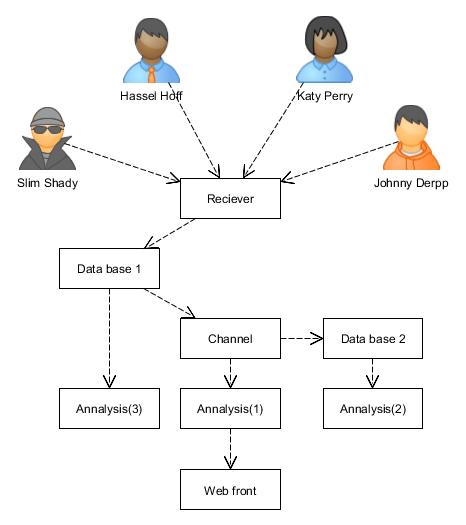 Hassel Hoff
Katy Perry
Slim Shady
Johnny Derpp
Reciever
Data base 1
Channel
Data base 2
Annalysis(3)
Annalysis(1)
Annalysis(2)
Web front